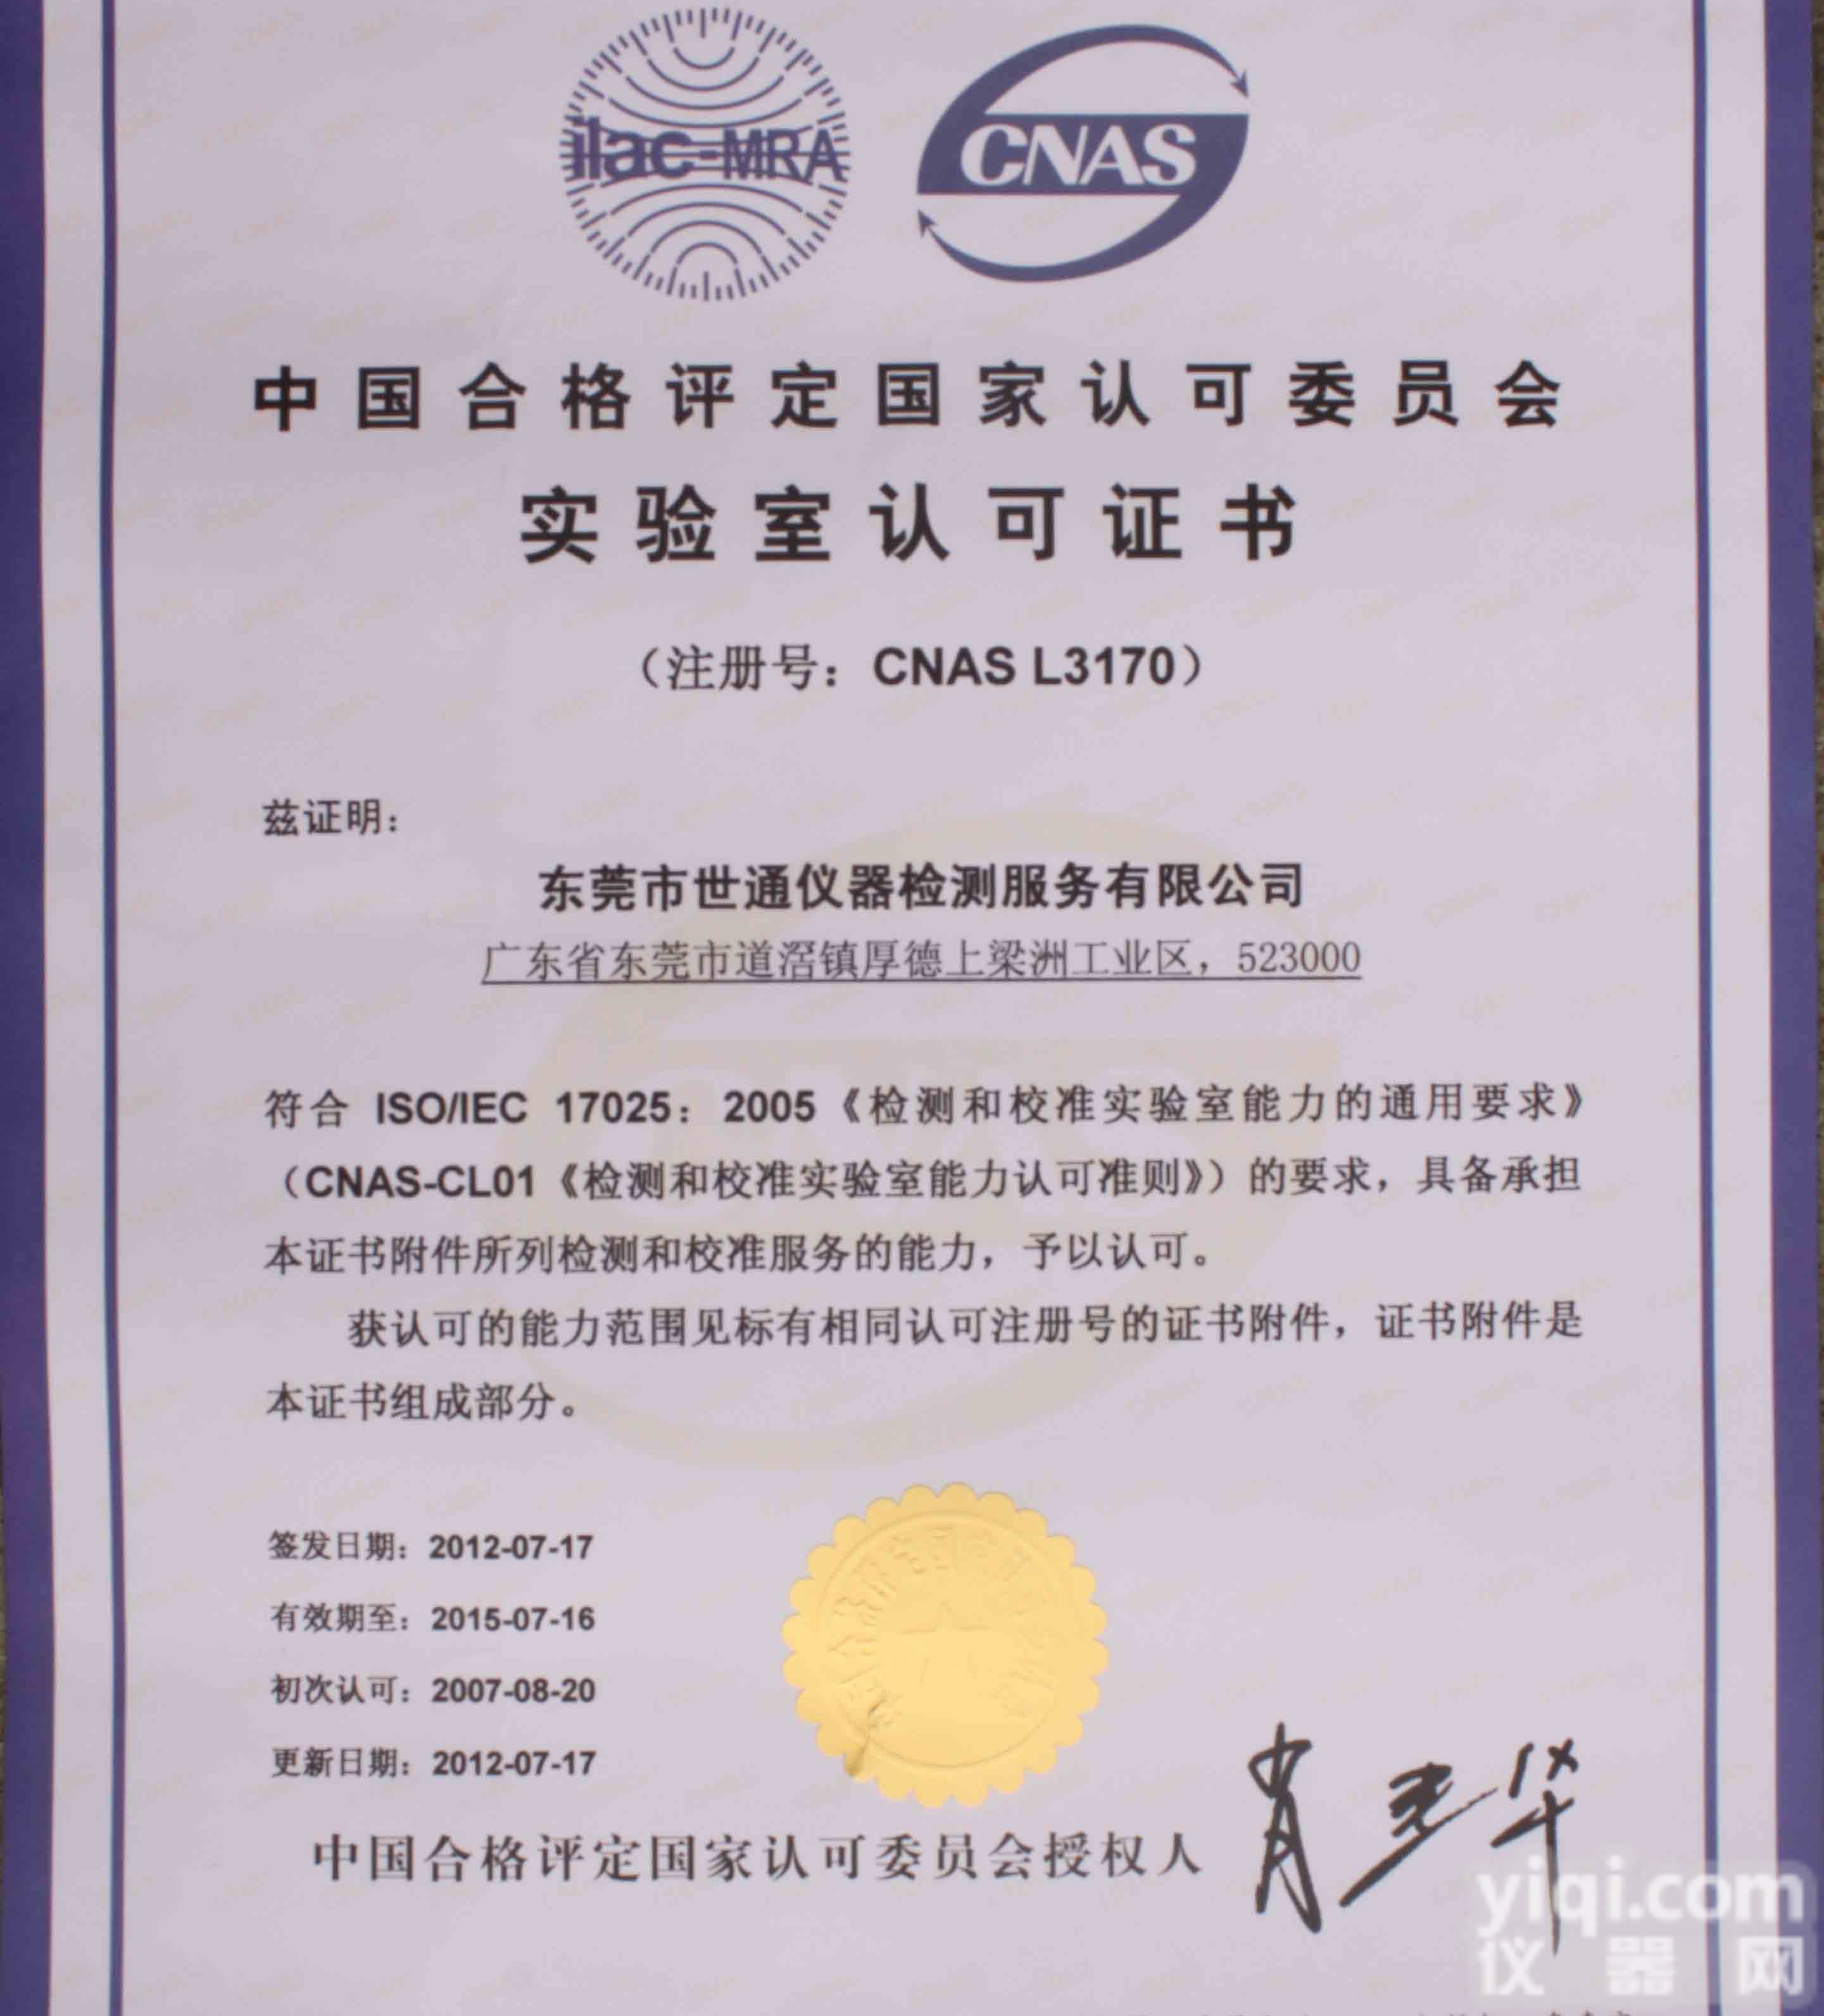 ilac-MRA
CNAS
中国合格评定国家认可委员会
实验室认可证书
（注册号：CNAS L3170）
兹证明：
东莞市世通仪器检测服务有限公司
广东省东莞市道滘镇厚德上梁洲工业区，523000
符合 ISO/IEC 17025：2005《检测和校准实验室能力的通用要求》
（CNAS-CL01《检测和校准实验室能力认可准则》）的要求，具备承担
本证书附件所列检测和校准服务的能力，予以认可。
获认可的能力范围见标有相同认可注册号的证书附件，证书附件是
本证书组成部分。
签发日期：2012-07-17
有效期至：2015-07-16
初次认可：2007-08-20
更新日期：2012-07-17
中国合格评定国家认可委员会授权人
yiqi.com
仪器网